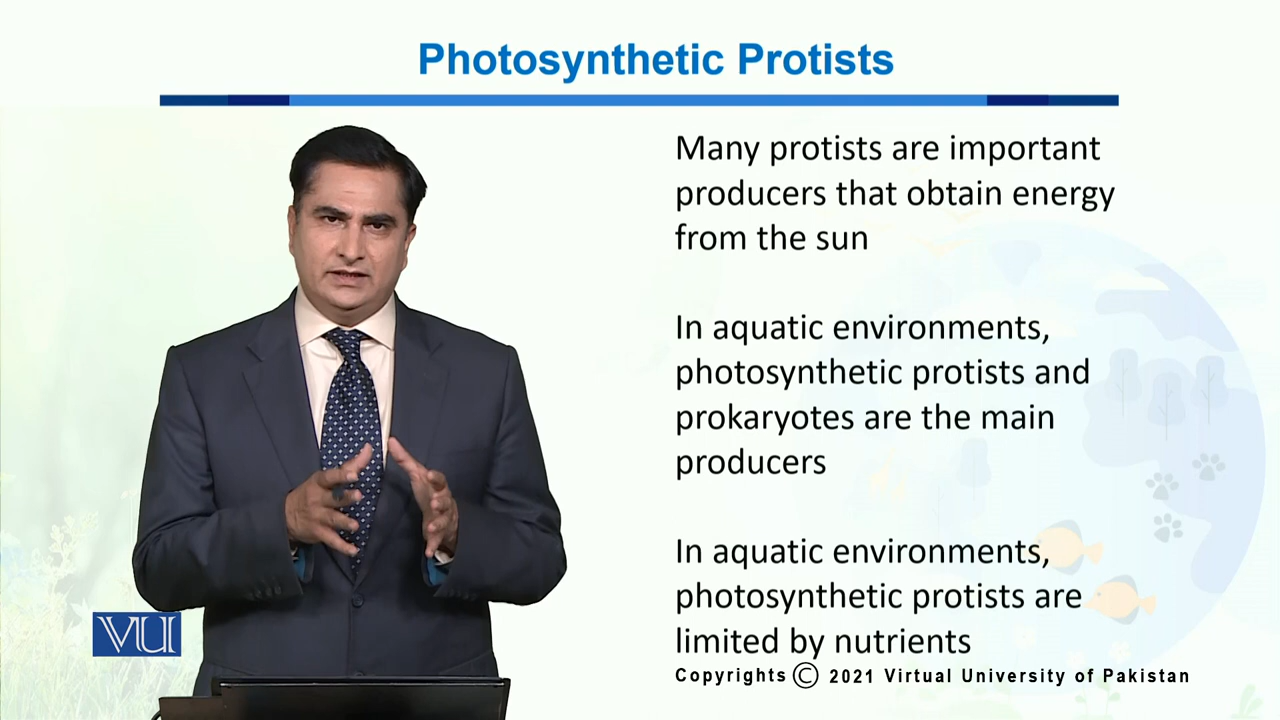 Photosynthetic Protists
Many protists are important
producers that obtain energy
from the sun
In aquatic environments,
photosynthetic protists and
prokaryotes are the main
producers
In aquatic environments,
photosynthetic protists are
limited by nutrients
VU
Copyrights © 2021 Virtual University of Pakistan